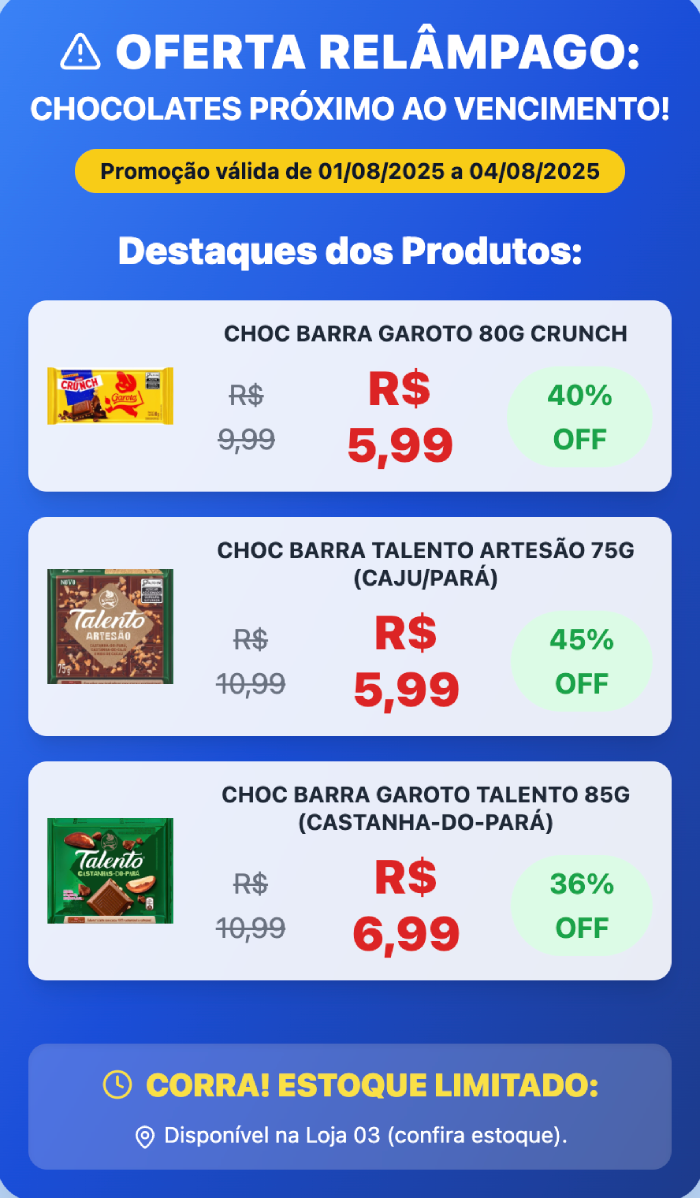 OFERTA RELÂMPAGO:
CHOCOLATES PRÓXIMO AO VENCIMENTO!
Promoção válida de 01/08/2025 a 04/08/2025
Destaques dos Produtos:
CHOC BARRA GAROTO 80G CRUNCH
CRUNCH
Garoto
R$
9,99
R$
5,99
40%
OFF
CHOC BARRA TALENTO ARTESÃO 75G
(CAJU/PARÁ)
NOVO
Talento
ARTESÃO
75g
R$
10,99
R$
5,99
45%
OFF
CHOC BARRA GAROTO TALENTO 85G
(CASTANHA-DO-PARÁ)
Talento
CASTANHA-DO-PARÁ
R$
10,99
R$
6,99
36%
OFF
CORRA! ESTOQUE LIMITADO:
Disponível na Loja 03 (confira estoque).